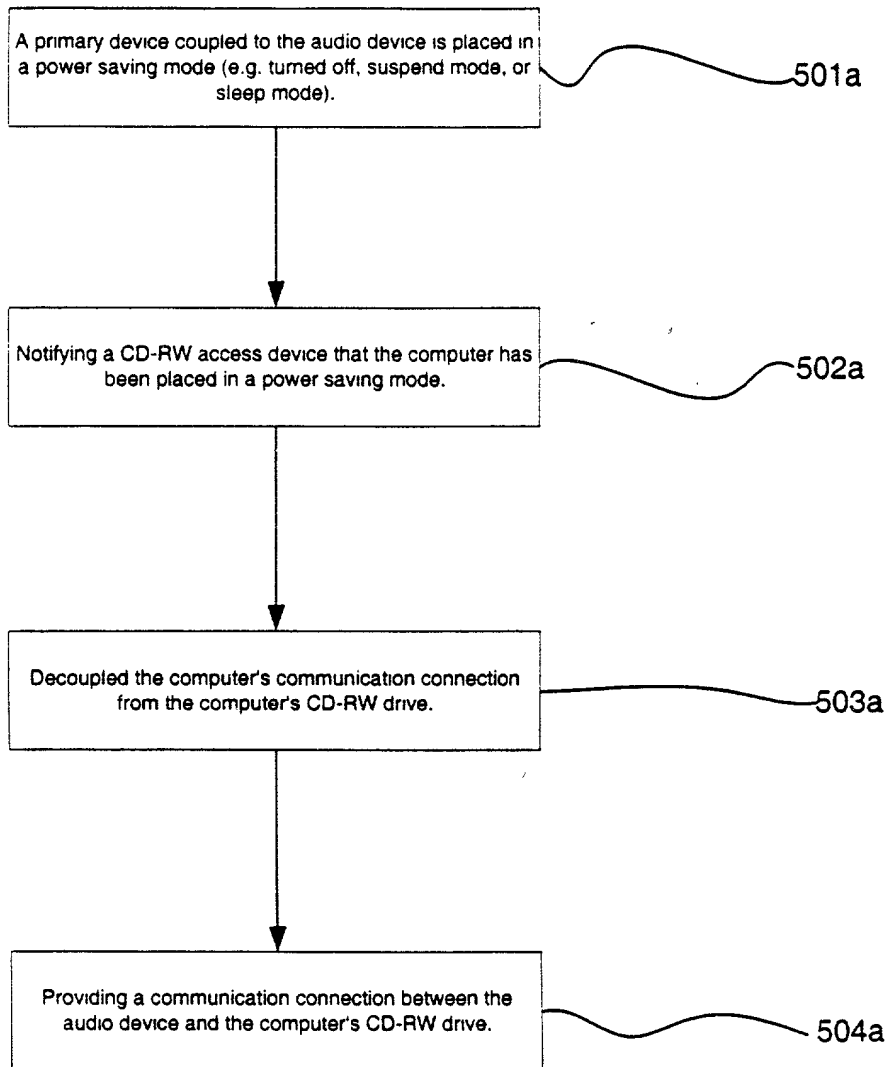 A primary device coupled to the audio device is placed in
a power saving mode (e.g. turned off, suspend mode, or
sleep mode).
501a
Notifying a CD-RW access device that the computer has
been placed in a power saving mode.
502a
Decoupled the computer's communication connection
from the computer's CD-RW drive.
503a
Providing a communication connection between the
audio device and the computer's CD-RW drive.
504a